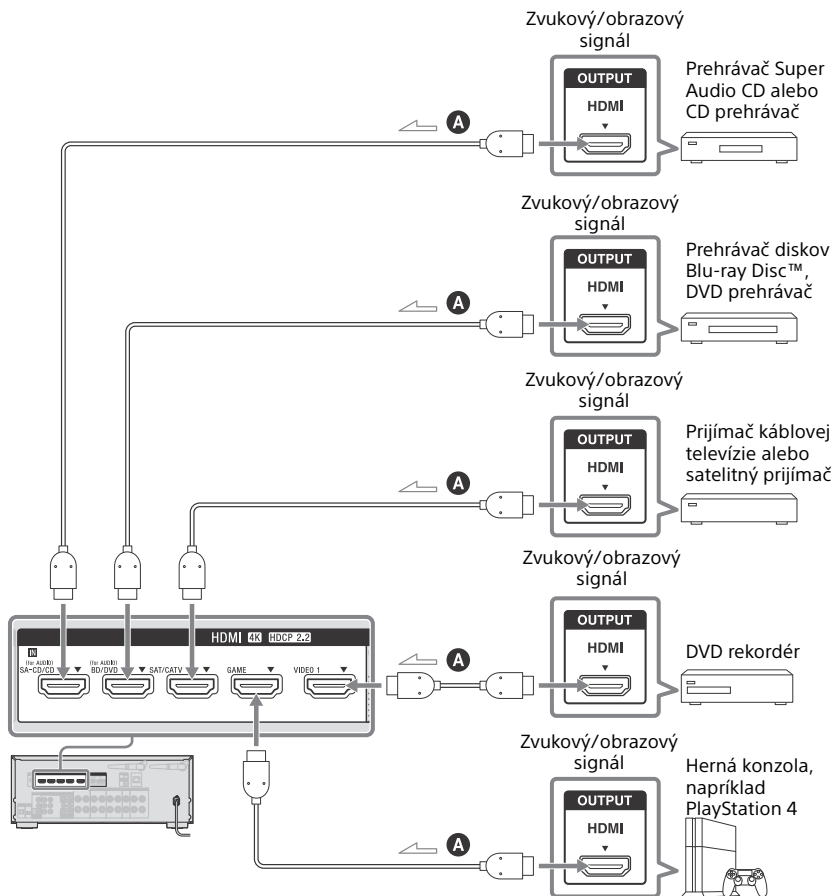 Zvukový/obrazový
signál
OUTPUT
HDMI
Prehrávač Super
Audio CD alebo
CD prehrávač
A
Zvukový/obrazový
signál
OUTPUT
HDMI
Prehrávač diskov
Blu-ray Disc™,
DVD prehrávač
A
Zvukový/obrazový
signál
OUTPUT
HDMI
Prijímač káblovej
televízie alebo
satelitný prijímač
A
Zvukový/obrazový
signál
OUTPUT
HDMI
DVD rekordér
A
HDMI 4K HDCP 2.2
IN
(for AUDIO)
SA-CD/CD
(for AUDIO)
BD/DVD
SAT/CATV
GAME
VIDEO 1
Zvukový/obrazový
signál
OUTPUT
HDMI
Herná konzola,
napríklad
PlayStation 4
A